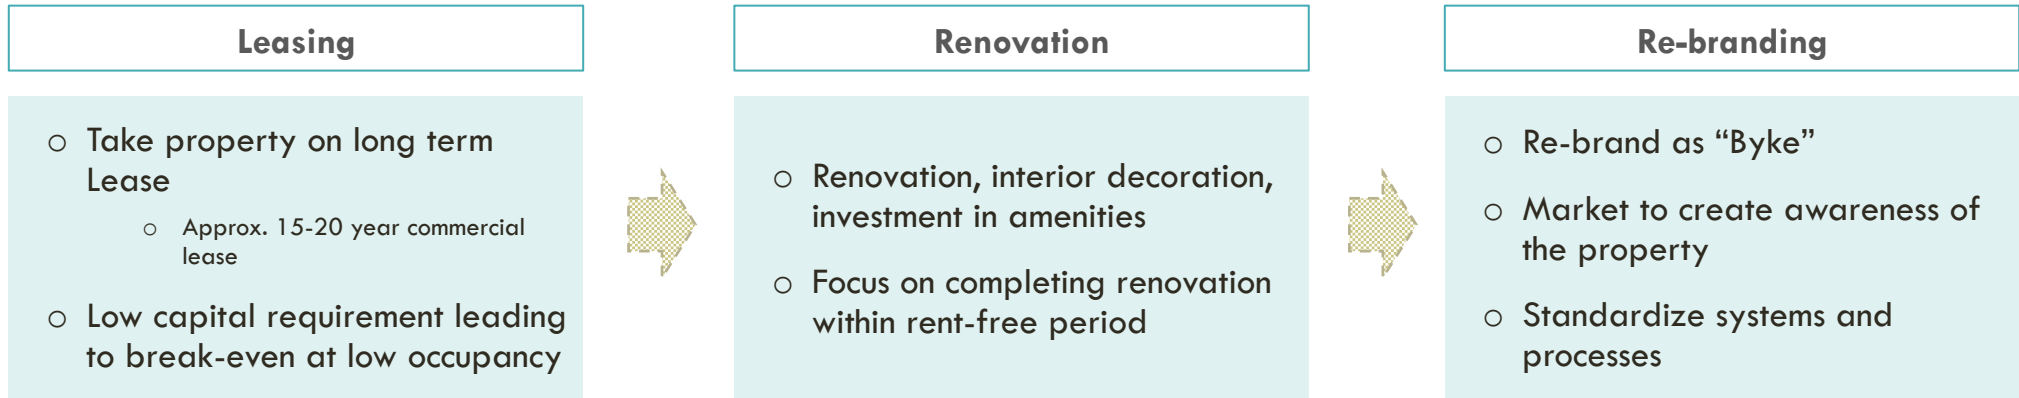 Leasing
○ Take property on long term
Lease
○ Approx. 15-20 year commercial
lease
○ Low capital requirement leading
to break-even at low occupancy
Renovation
○ Renovation, interior decoration,
investment in amenities
○ Focus on completing renovation
within rent-free period
Re-branding
○ Re-brand as “Byke”
○ Market to create awareness of
the property
○ Standardize systems and
processes